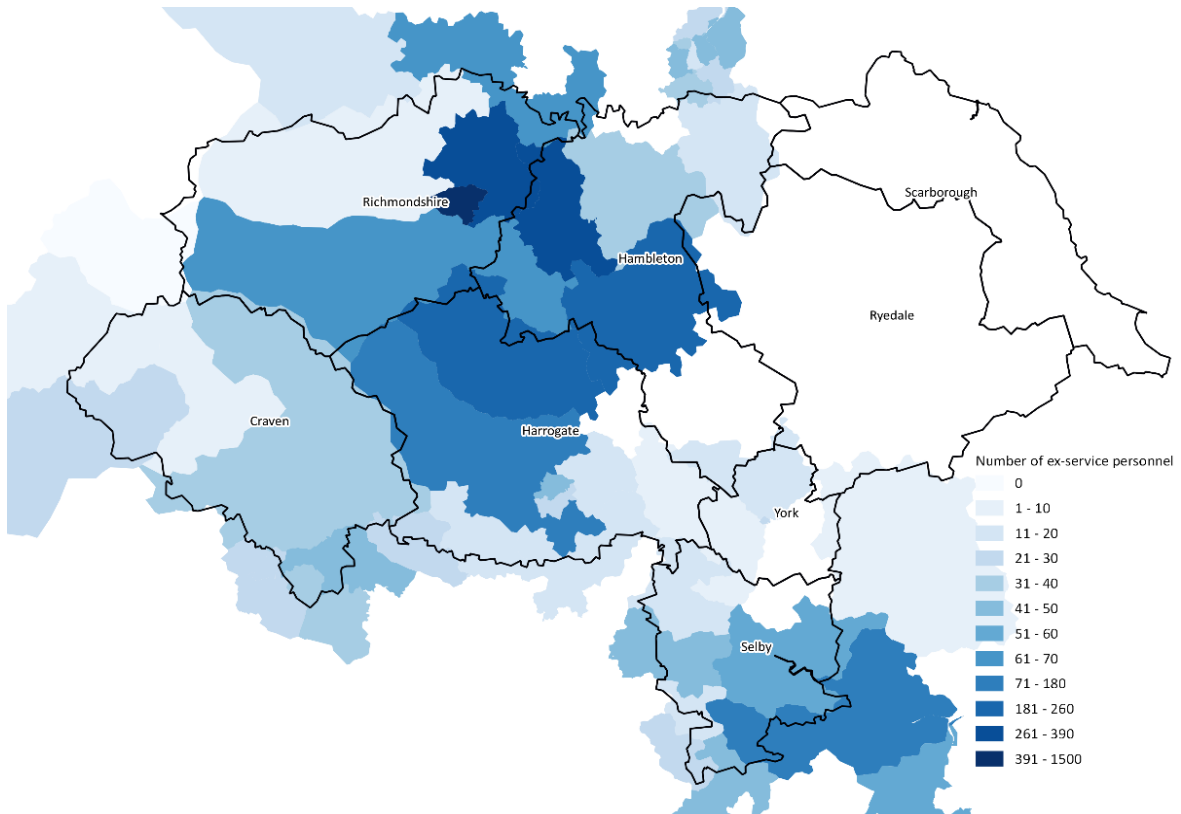 Scarborough
Richmondshire
Hambleton
Ryedale
Craven
Harrogate
Number of ex-service personnel
0
1 - 10
York
11 - 20
21 - 30
31 - 40
41 - 50
51 - 60
Selby
61 - 70
71 - 180
181 - 260
261 - 390
391 - 1500